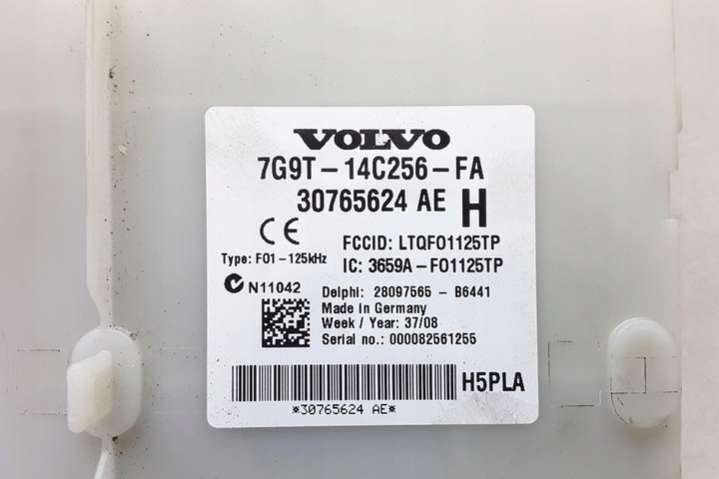 VOLVO
7G9T-14C256-FA
30765624 AE H
CE
FCCID: LTQFO1125TP
Type: FO1-125kHz
IC: 3659A-FO1125TP
N11042
Delphi: 28097565 - B6441
Made In Germany
Week / Year: 37/08
Serial no.: 000082561255
H5PLA
*30765624 AE*